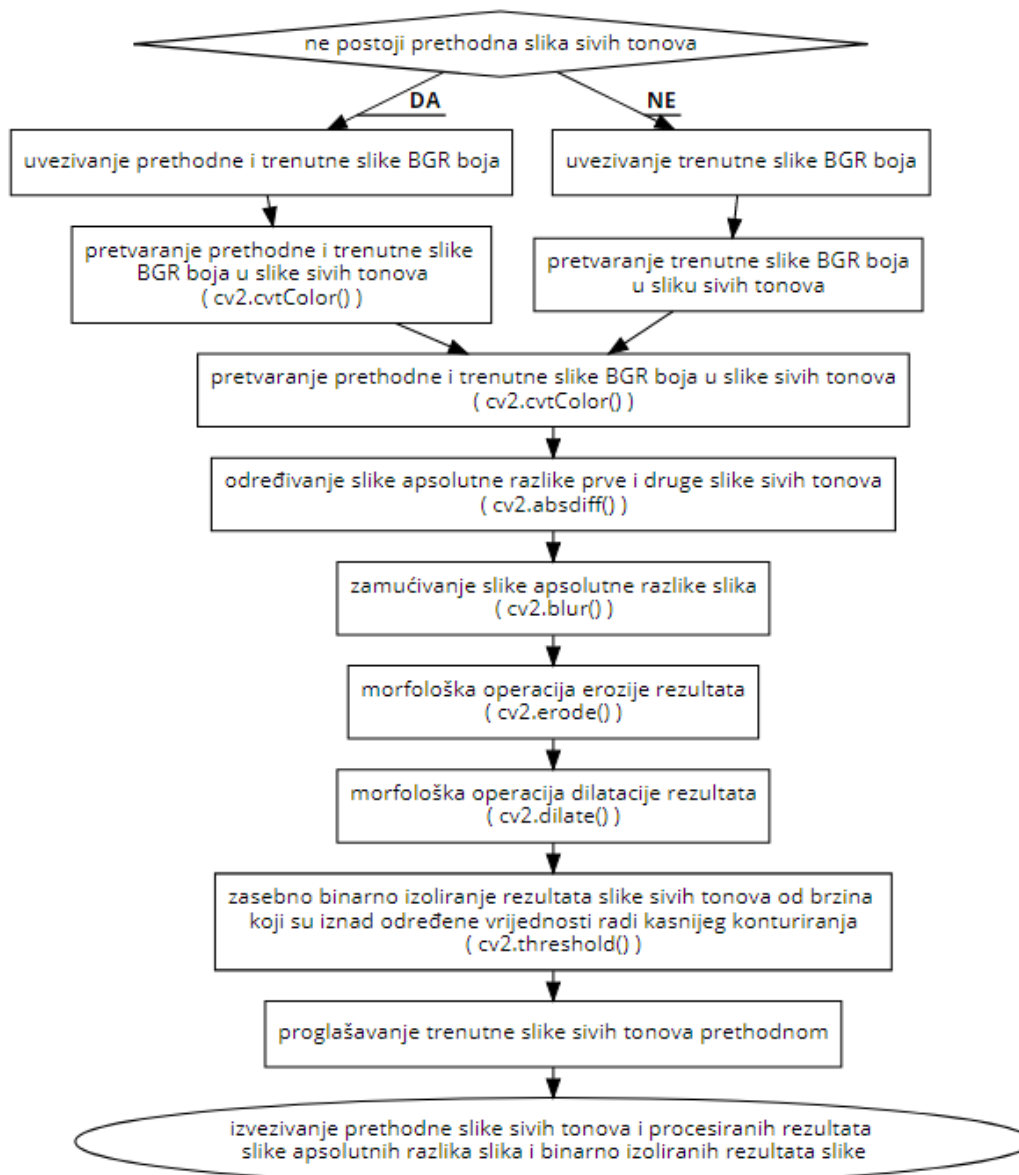 ne postoji prethodna slika sivih tonova
DA
NE
uvezivanje prethodne i trenutne slike BGR boja
uvezivanje trenutne slike BGR boja
pretvaranje prethodne i trenutne slike
BGR boja u slike sivih tonova
( cv2.cvtColor() )
pretvaranje trenutne slike BGR boja
u sliku sivih tonova
pretvaranje prethodne i trenutne slike BGR boja u slike sivih tonova
( cv2.cvtColor() )
određivanje slike apsolutne razlike prve i druge slike sivih tonova
( cv2.absdiff() )
zamućivanje slike apsolutne razlike slika
( cv2.blur() )
morfološka operacija erozije rezultata
( cv2.erode() )
morfološka operacija dilatacije rezultata
( cv2.dilate() )
zasebno binarno izoliranje rezultata slike sivih tonova od brzina
koji su iznad određene vrijednosti radi kasnijeg konturiranja
( cv2.threshold() )
proglašavanje trenutne slike sivih tonova prethodnom
izvezivanje prethodne slike sivih tonova i procesiranih rezultata
slike apsolutnih razlika slika i binarno izoliranih rezultata slike